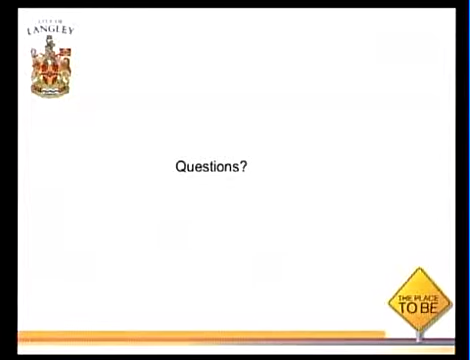 CITY OF
LANGLEY
Questions?
THE PLACE
TO BE